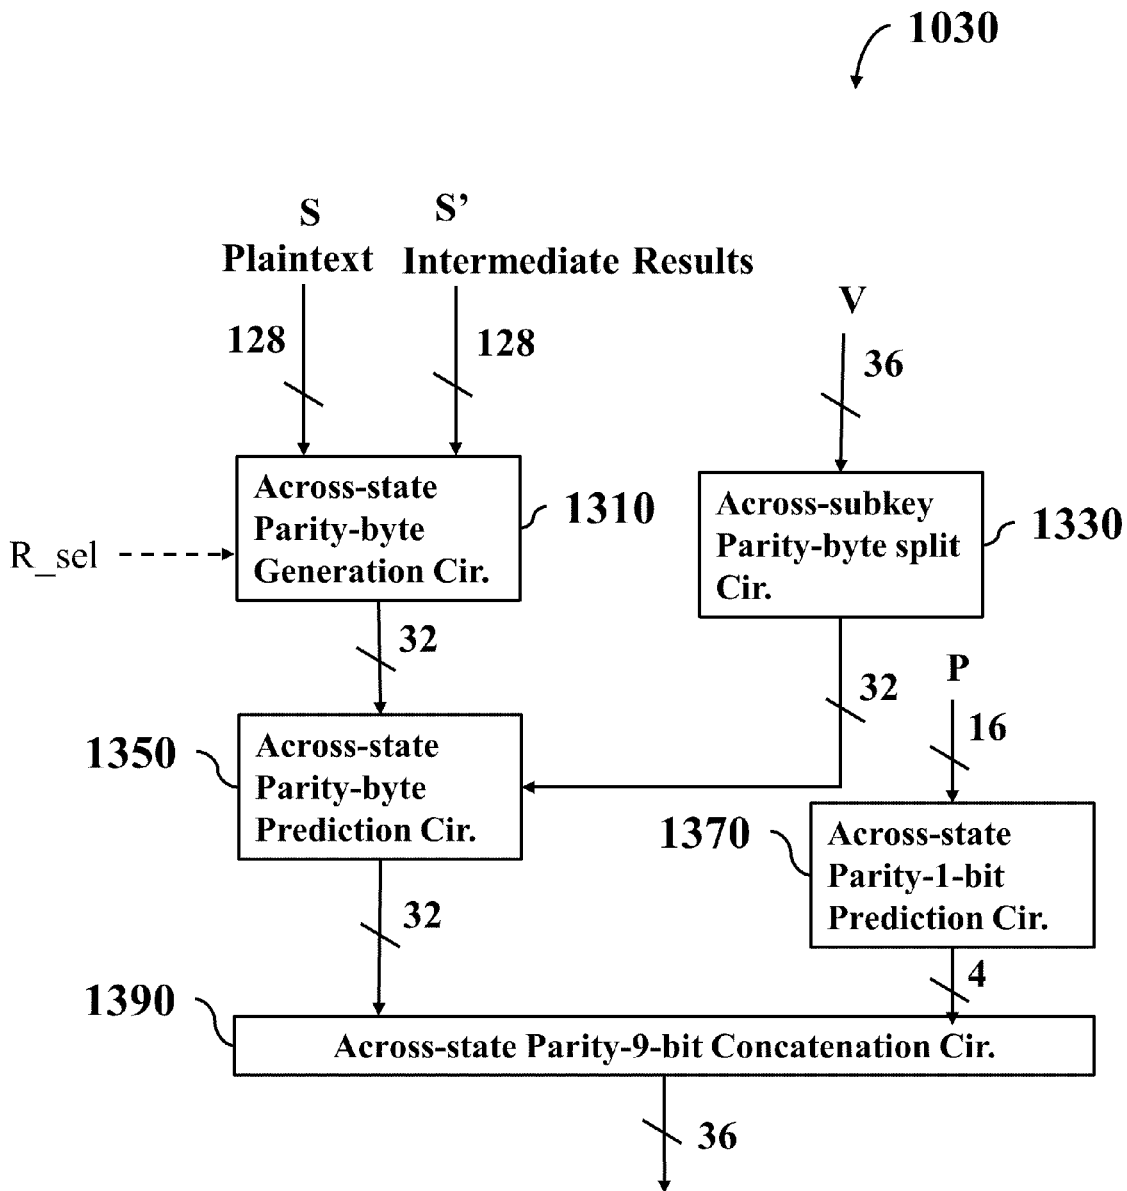 1030
S
Plaintext
S’
Intermediate Results
V
128
128
36
Across-state
Parity-byte
Generation Cir.
1310
R_sel
Across-subkey
Parity-byte split
Cir.
1330
32
32
P
16
1350
Across-state
Parity-byte
Prediction Cir.
1370
Across-state
Parity-1-bit
Prediction Cir.
32
4
1390
Across-state Parity-9-bit Concatenation Cir.
36